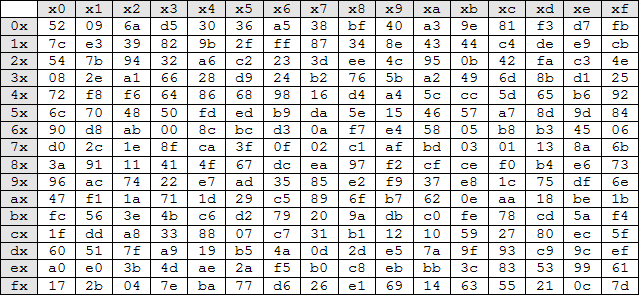 x0 x1 x2 x3 x4 x5 x6 x7 x8 x9 xa xb xc xd xe xf
0x 52 09 6a d5 30 36 a5 38 bf 40 a3 9e 81 f3 d7 fb
1x 7c e3 39 82 9b 2f ff 87 34 8e 43 44 c4 de e9 cb
2x 54 7b 94 32 a6 c2 23 3d ee 4c 95 0b 42 fa c3 4e
3x 08 2e a1 66 28 d9 24 b2 76 5b a2 49 6d 8b d1 25
4x 72 f8 f6 64 86 68 98 16 d4 a4 5c cc 5d 65 b6 92
5x 6c 70 48 50 fd ed b9 da 5e 15 46 57 a7 8d 9d 84
6x 90 d8 ab 00 8c bc d3 0a f7 e4 58 05 b8 b3 45 06
7x d0 2c 1e 8f ca 3f 0f 02 c1 af bd 03 01 13 8a 6b
8x 3a 91 11 41 4f 67 dc ea 97 f2 cf ce f0 b4 e6 73
9x 96 ac 74 22 e7 ad 35 85 e2 f9 37 e8 1c 75 df 6e
ax 47 f1 1a 71 1d 29 c5 89 6f b7 62 0e aa 18 be 1b
bx fc 56 3e 4b c6 d2 79 20 9a db c0 fe 78 cd 5a f4
cx 1f dd a8 33 88 07 c7 31 b1 12 10 59 27 80 ec 5f
dx 60 51 7f a9 19 b5 4a 0d 2d e5 7a 9f 93 c9 9c ef
ex a0 e0 3b 4d ae 2a f5 b0 c8 eb bb 3c 83 53 99 61
fx 17 2b 04 7e ba 77 d6 26 e1 69 14 63 55 21 0c 7d